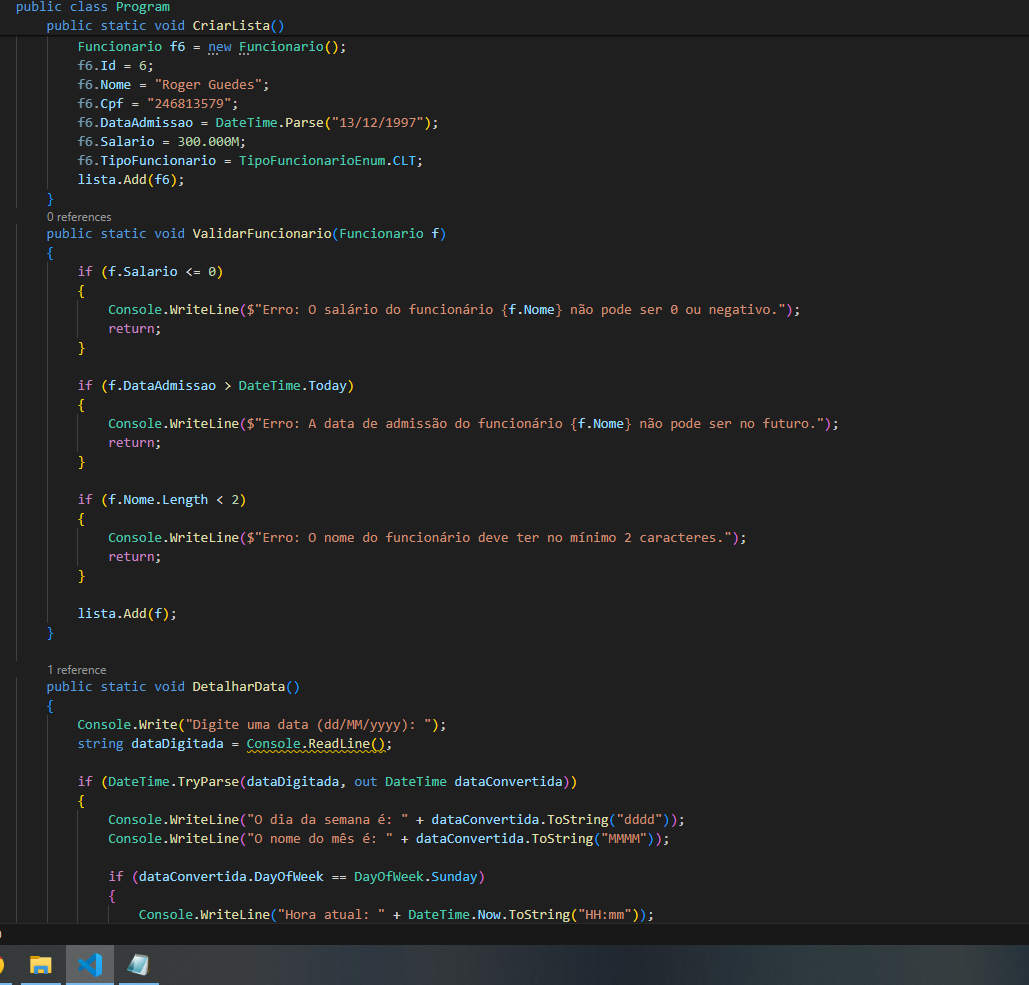 public class Program
public static void CriarLista()
Funcionario f6 = new Funcionario();
f6.Id = 6;
f6.Nome = "Roger Guedes";
f6.Cpf = "246813579";
f6.DataAdmissao = DateTime.Parse("13/12/1997");
f6.Salario = 300.000M;
f6.TipoFuncionario = TipoFuncionarioEnum.CLT;
lista.Add(f6);
}
0 references
public static void ValidarFuncionario(Funcionario f)
{
if (f.Salario <= 0)
{
Console.WriteLine($"Erro: O salário do funcionário {f.Nome} não pode ser 0 ou negativo.");
return;
}
if (f.DataAdmissao > DateTime.Today)
{
Console.WriteLine($"Erro: A data de admissão do funcionário {f.Nome} não pode ser no futuro.");
return;
}
if (f.Nome.Length < 2)
{
Console.WriteLine($"Erro: O nome do funcionário deve ter no mínimo 2 caracteres.");
return;
}
lista.Add(f);
}
1 reference
public static void DetalharData()
{
Console.Write("Digite uma data (dd/MM/yyyy): ");
string dataDigitada = Console.ReadLine();
if (DateTime.TryParse(dataDigitada, out DateTime dataConvertida))
{
Console.WriteLine("O dia da semana é: " + dataConvertida.ToString("dddd"));
Console.WriteLine("O nome do mês é: " + dataConvertida.ToString("MMMM"));
if (dataConvertida.DayOfWeek == DayOfWeek.Sunday)
{
Console.WriteLine("Hora atual: " + DateTime.Now.ToString("HH:mm"));